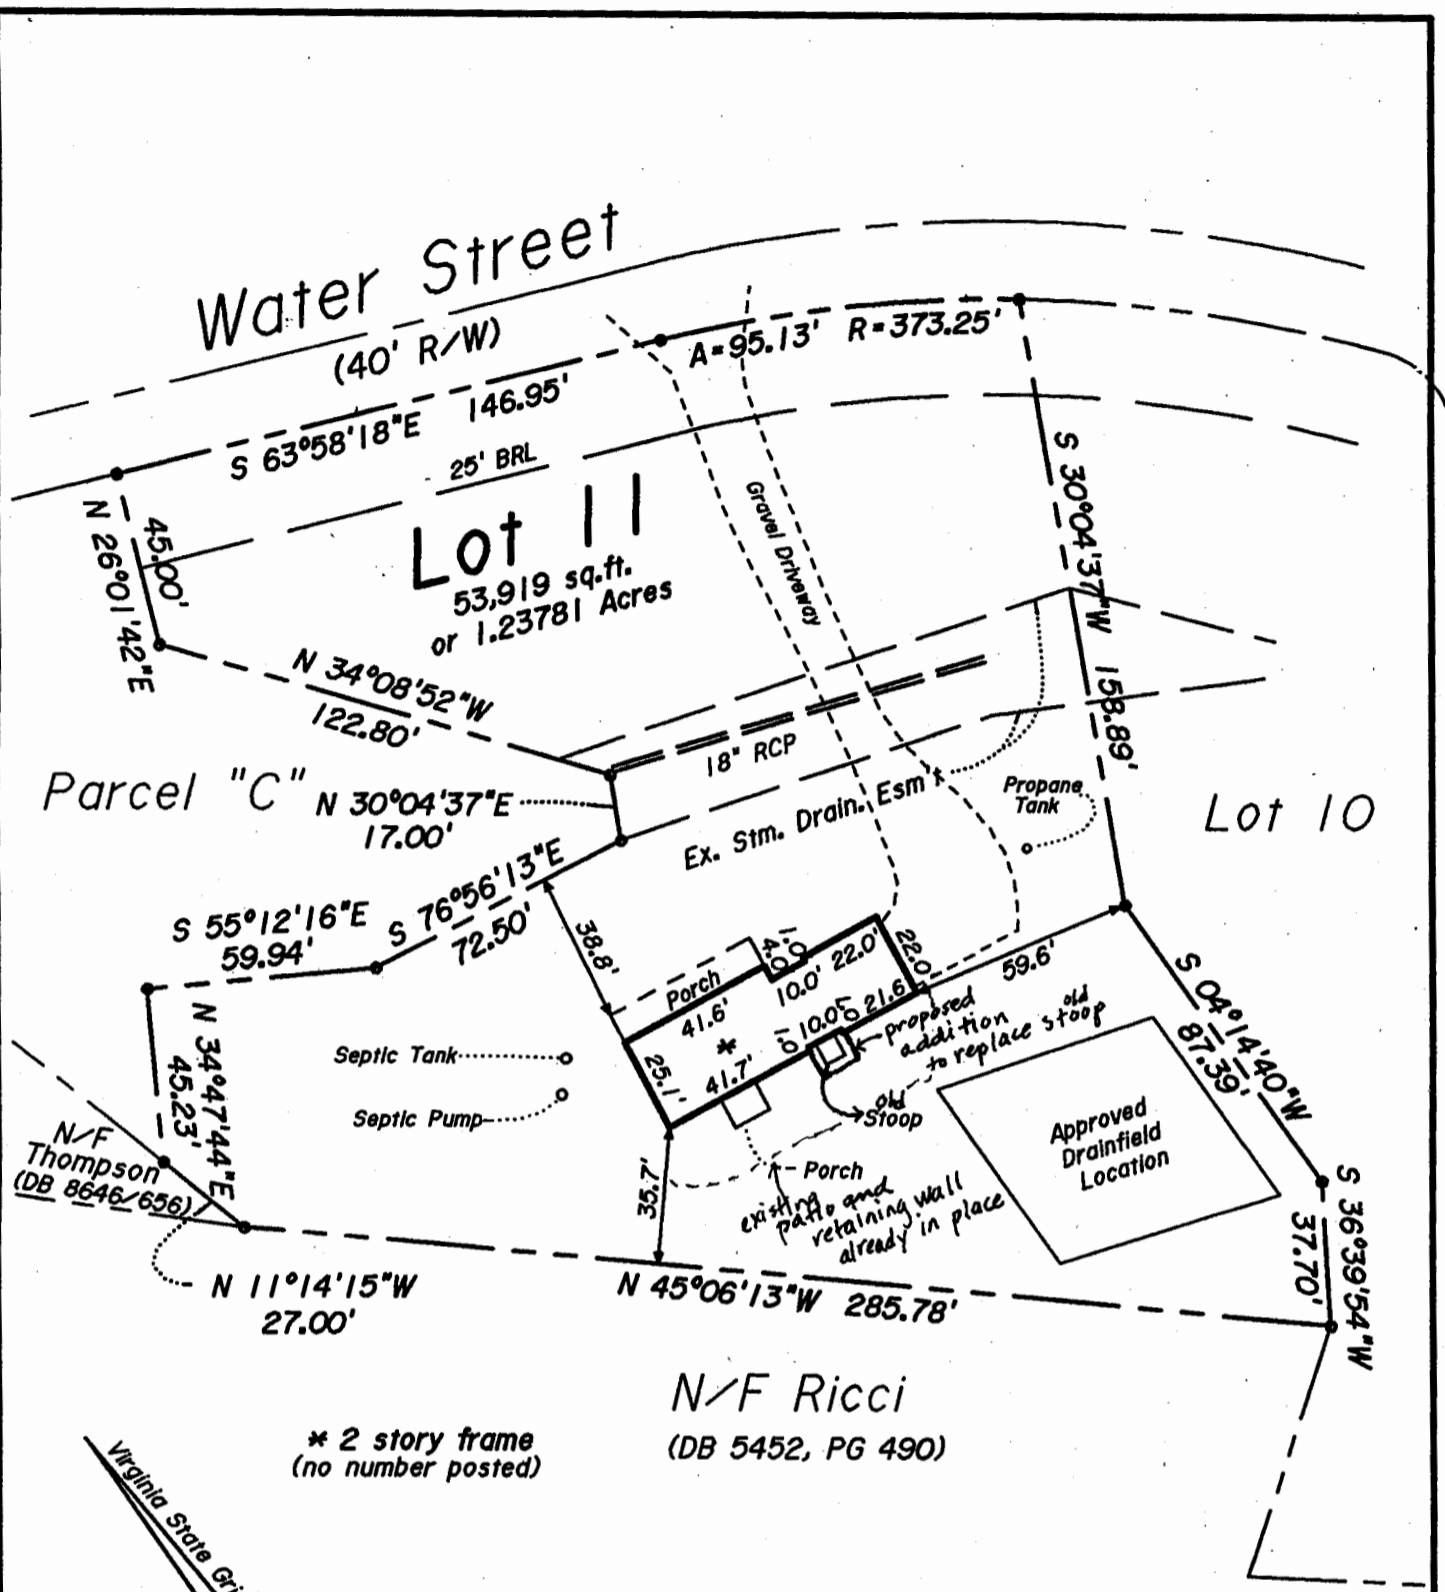 Water Street
(40' R/W)
A=95.13' R=373.25'
S 63°58'18"E 146.95'
25' BRL
N 26°01'42"E
45.00'
Lot 11
53,919 sq.ft.
or 1.23781 Acres
Gravel Driveway
S 30°04'37"W 158.89'
N 34°08'52"W
122.80'
18" RCP
Parcel "C"
N 30°04'37"E
17.00'
Ex. Stm. Drain. Esm't
Propane
Tank
Lot 10
S 76°56'13"E
72.50'
S 55°12'16"E
59.94'
38.8'
Porch
4.0
1.0
10.0' 22.0'
22.0
59.6'
41.6'
*
25.1'
41.7'
1.0
10.0
21.6
proposed
addition
to replace old stoop
S 04°14'40"W
87.39'
N 34°47'44"E
45.23'
Septic Tank
Septic Pump
old
Stoop
Approved
Drainfield
Location
N/F
Thompson
(DB 8646/656)
35.7'
Porch
existing
patio and
retaining wall
already in place
S 36°39'54"W
37.70'
N 11°14'15"W
27.00'
N 45°06'13"W 285.78'
N/F Ricci
(DB 5452, PG 490)
* 2 story frame
(no number posted)
Virginia State Gri